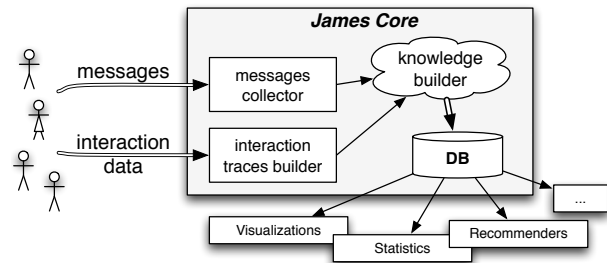 James Core
messages
messages
collector
knowledge
builder
interaction
data
interaction
traces builder
DB
...
Visualizations
Statistics
Recommenders